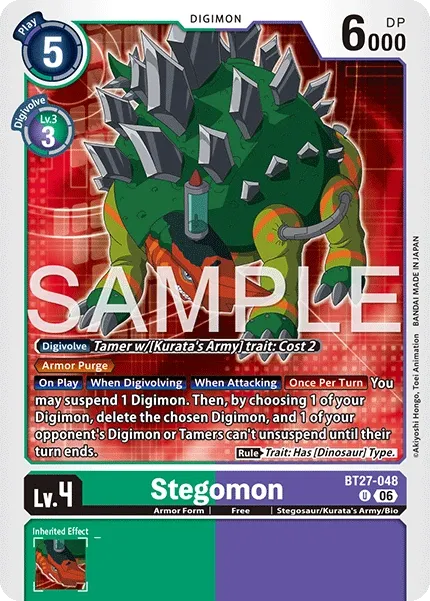 Play
5
DIGIMON
6000 DP
Digivolve
Lv.3
3
SAMPLE
©Akiyoshi Hongo, Toei Animation BANDAI MADE IN JAPAN
Digivolve Tamer w/[Kurata's Army] trait: Cost 2
Armor Purge
On Play When Digivolving When Attacking Once Per Turn You
may suspend 1 Digimon. Then, by choosing 1 of your
Digimon, delete the chosen Digimon, and 1 of your
opponent's Digimon or Tamers can't unsuspend until their
turn ends.
Rule Trait: Has [Dinosaur] Type.
Lv.4
Stegomon
BT27-048
U 06
Armor Form | Free | Stegosaur/Kurata's Army/Bio
Inherited Effect
—